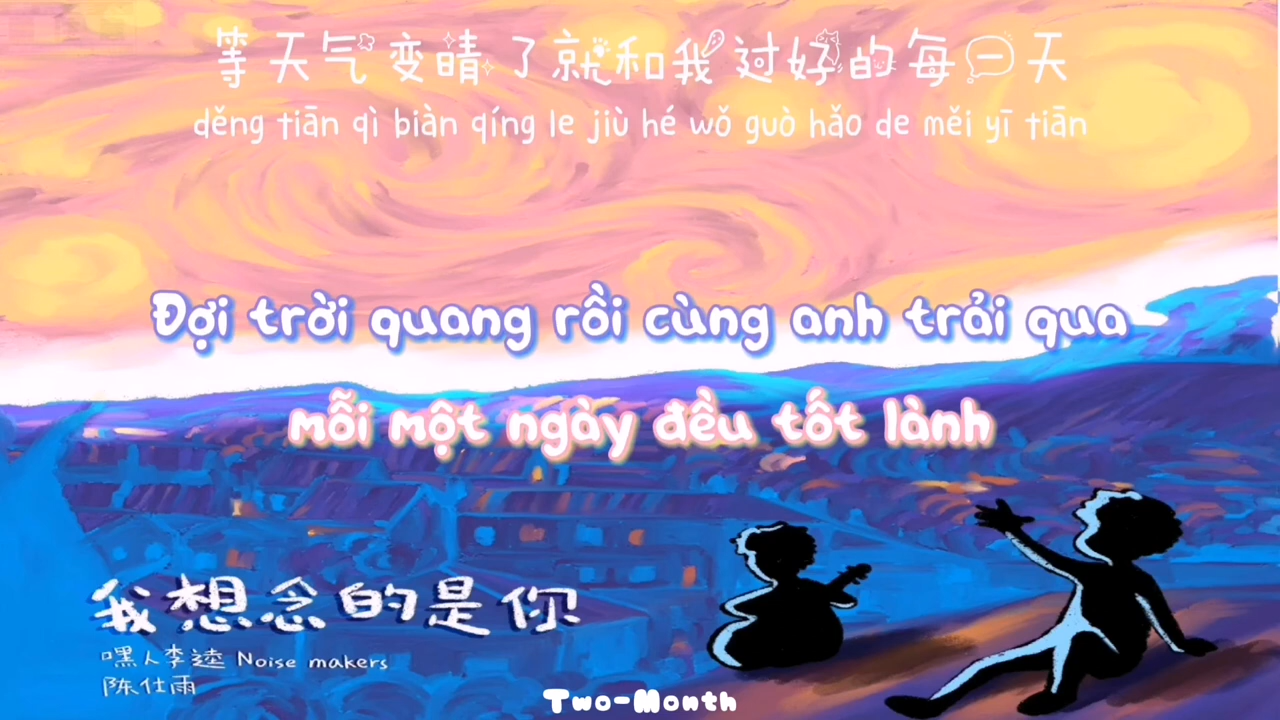 等天气变晴了就和我过好的每一天
děng tiān qì biàn qíng le jiù hé wǒ guò hǎo de měi yī tiān
Đợi trời quang rồi cùng anh trải qua
mỗi một ngày đều tốt lành
我想念的是你
嘿人李逵 Noise makers
陈仕雨
Two-Month